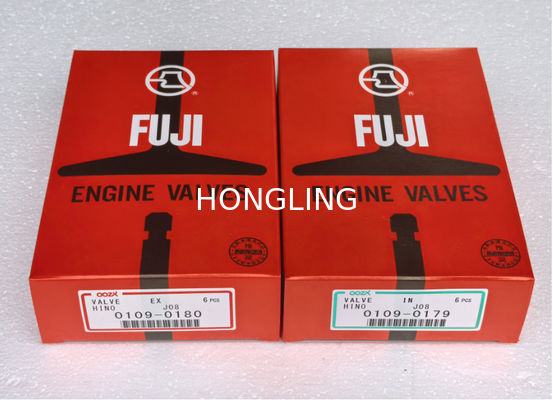 FUJI
ENGINE VALVES
FUJI
ENGINE VALVES
HONGLING
OOZX
VALVE EX 6 PCS
HINO J08
0109-0180
OOZX
VALVE IN 6 PCS
HINO J08
0109-0179